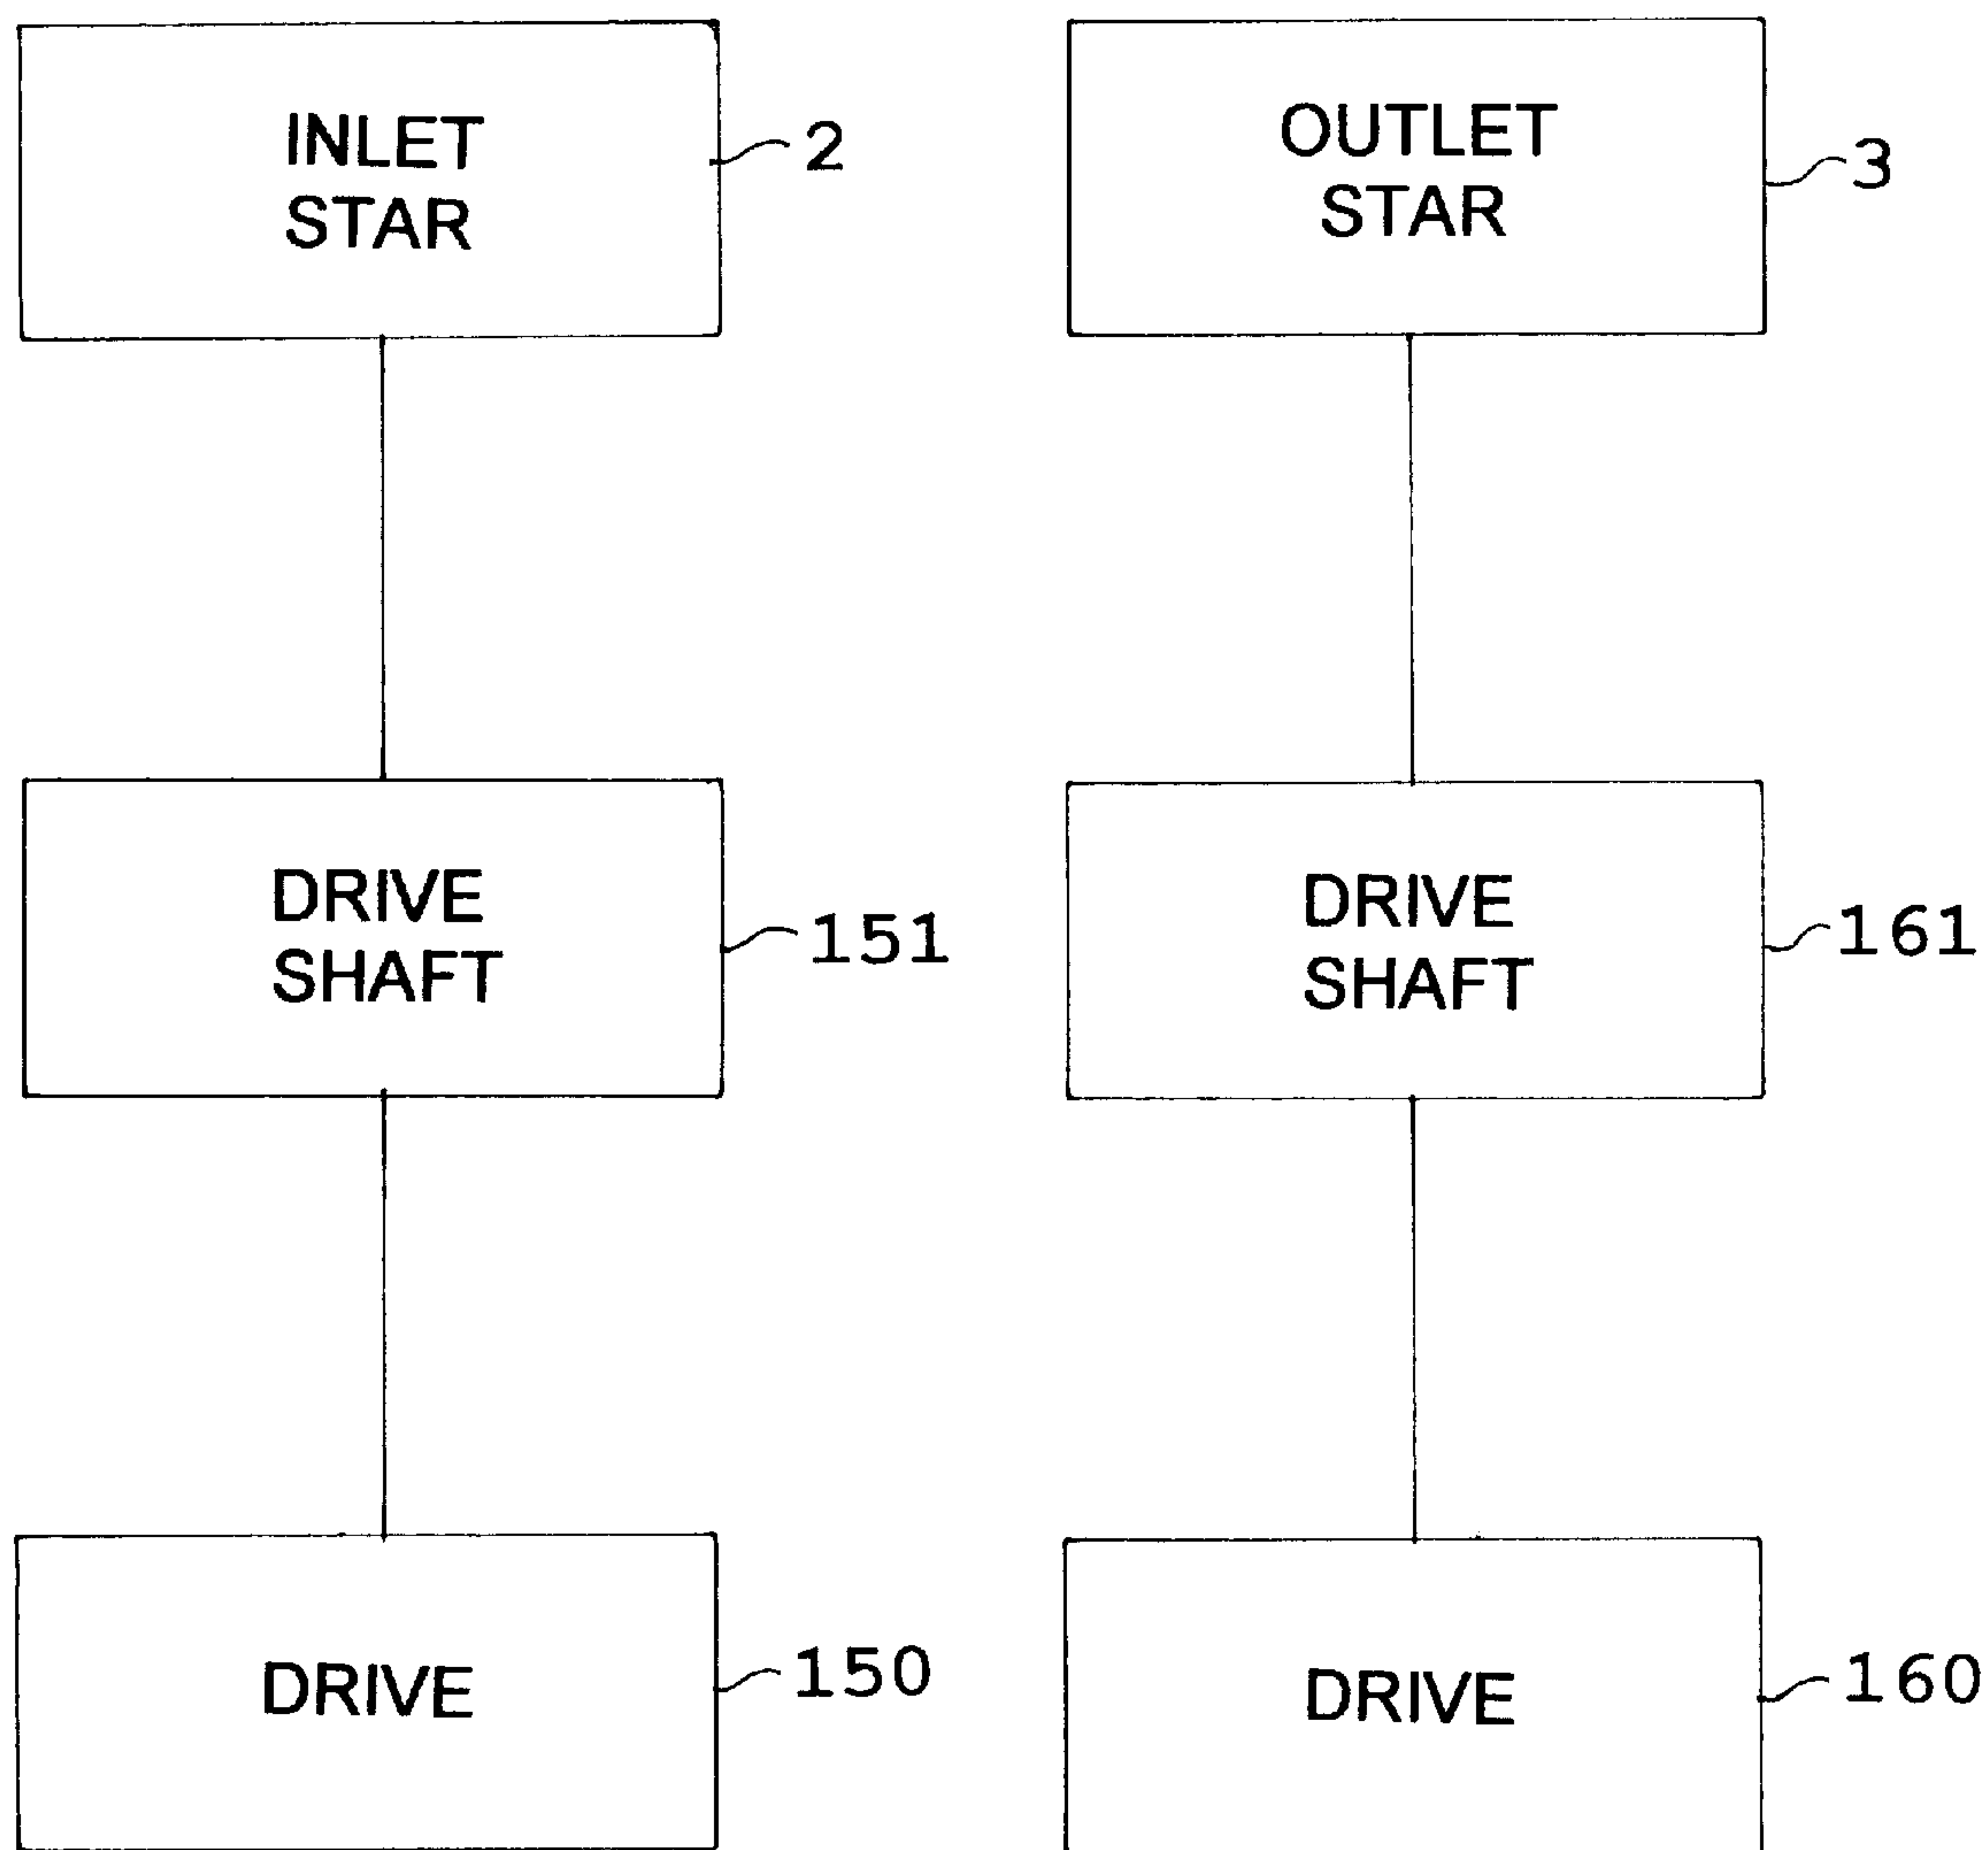 INLET
STAR
2
OUTLET
STAR
3
DRIVE
SHAFT
151
DRIVE
SHAFT
161
DRIVE
150
DRIVE
160